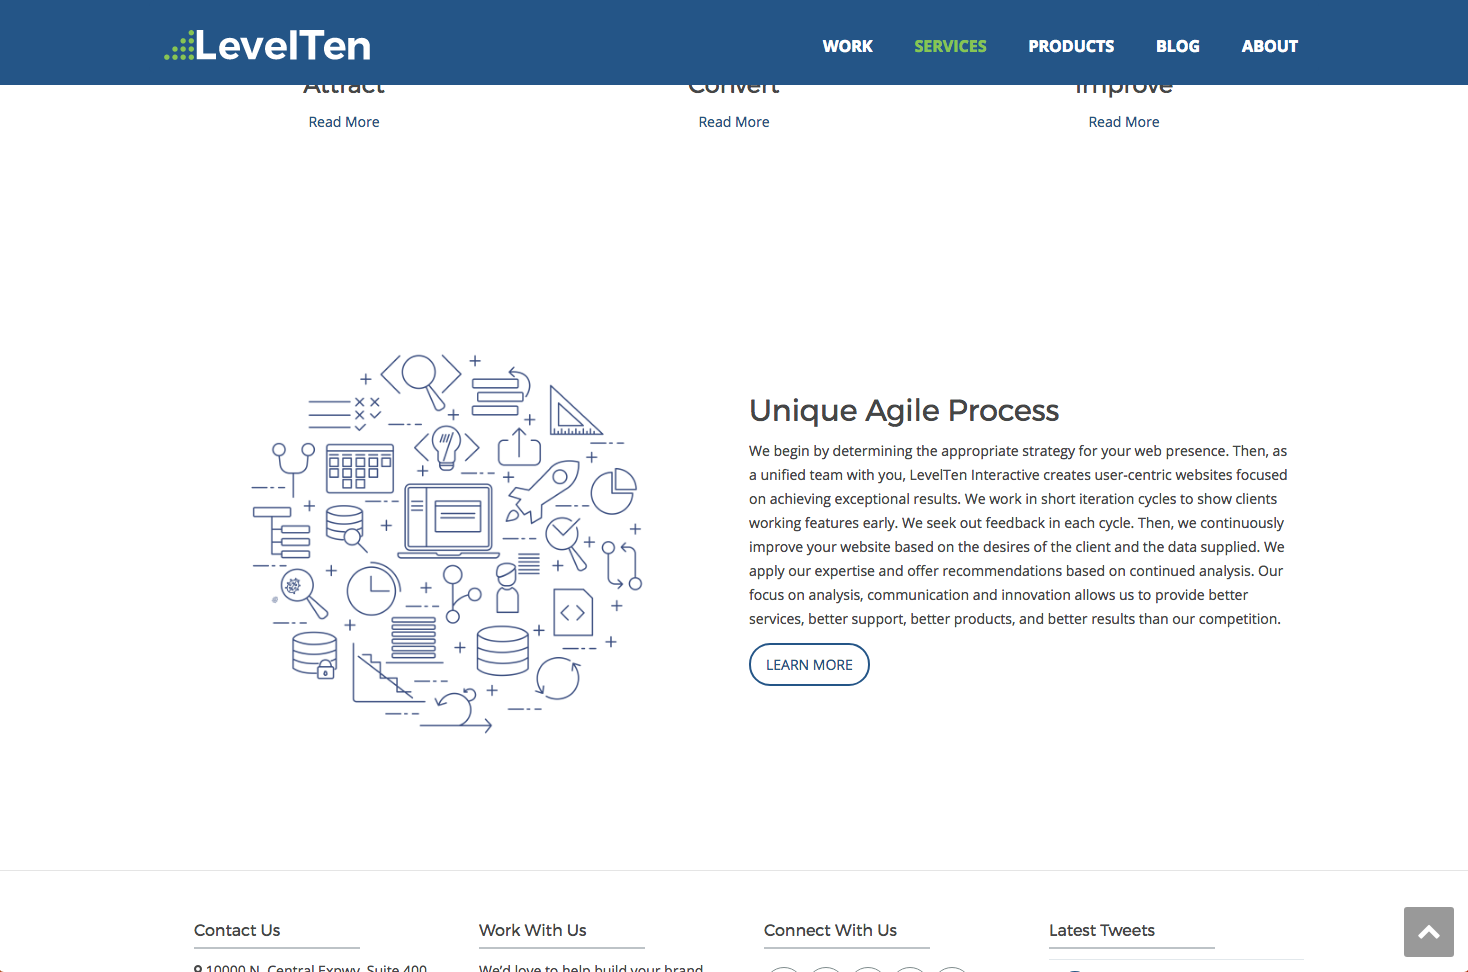 LevelTen
WORK SERVICES PRODUCTS BLOG ABOUT
Attract Convert Improve
Read More Read More Read More
Unique Agile Process
We begin by determining the appropriate strategy for your web presence. Then, as
a unified team with you, LevelTen Interactive creates user-centric websites focused
on achieving exceptional results. We work in short iteration cycles to show clients
working features early. We seek out feedback in each cycle. Then, we continuously
improve your website based on the desires of the client and the data supplied. We
apply our expertise and offer recommendations based on continued analysis. Our
focus on analysis, communication and innovation allows us to provide better
services, better support, better products, and better results than our competition.
LEARN MORE
Contact Us Work With Us Connect With Us Latest Tweets
10000 N. Central Expwy, Suite 400 We'd love to help build your brand